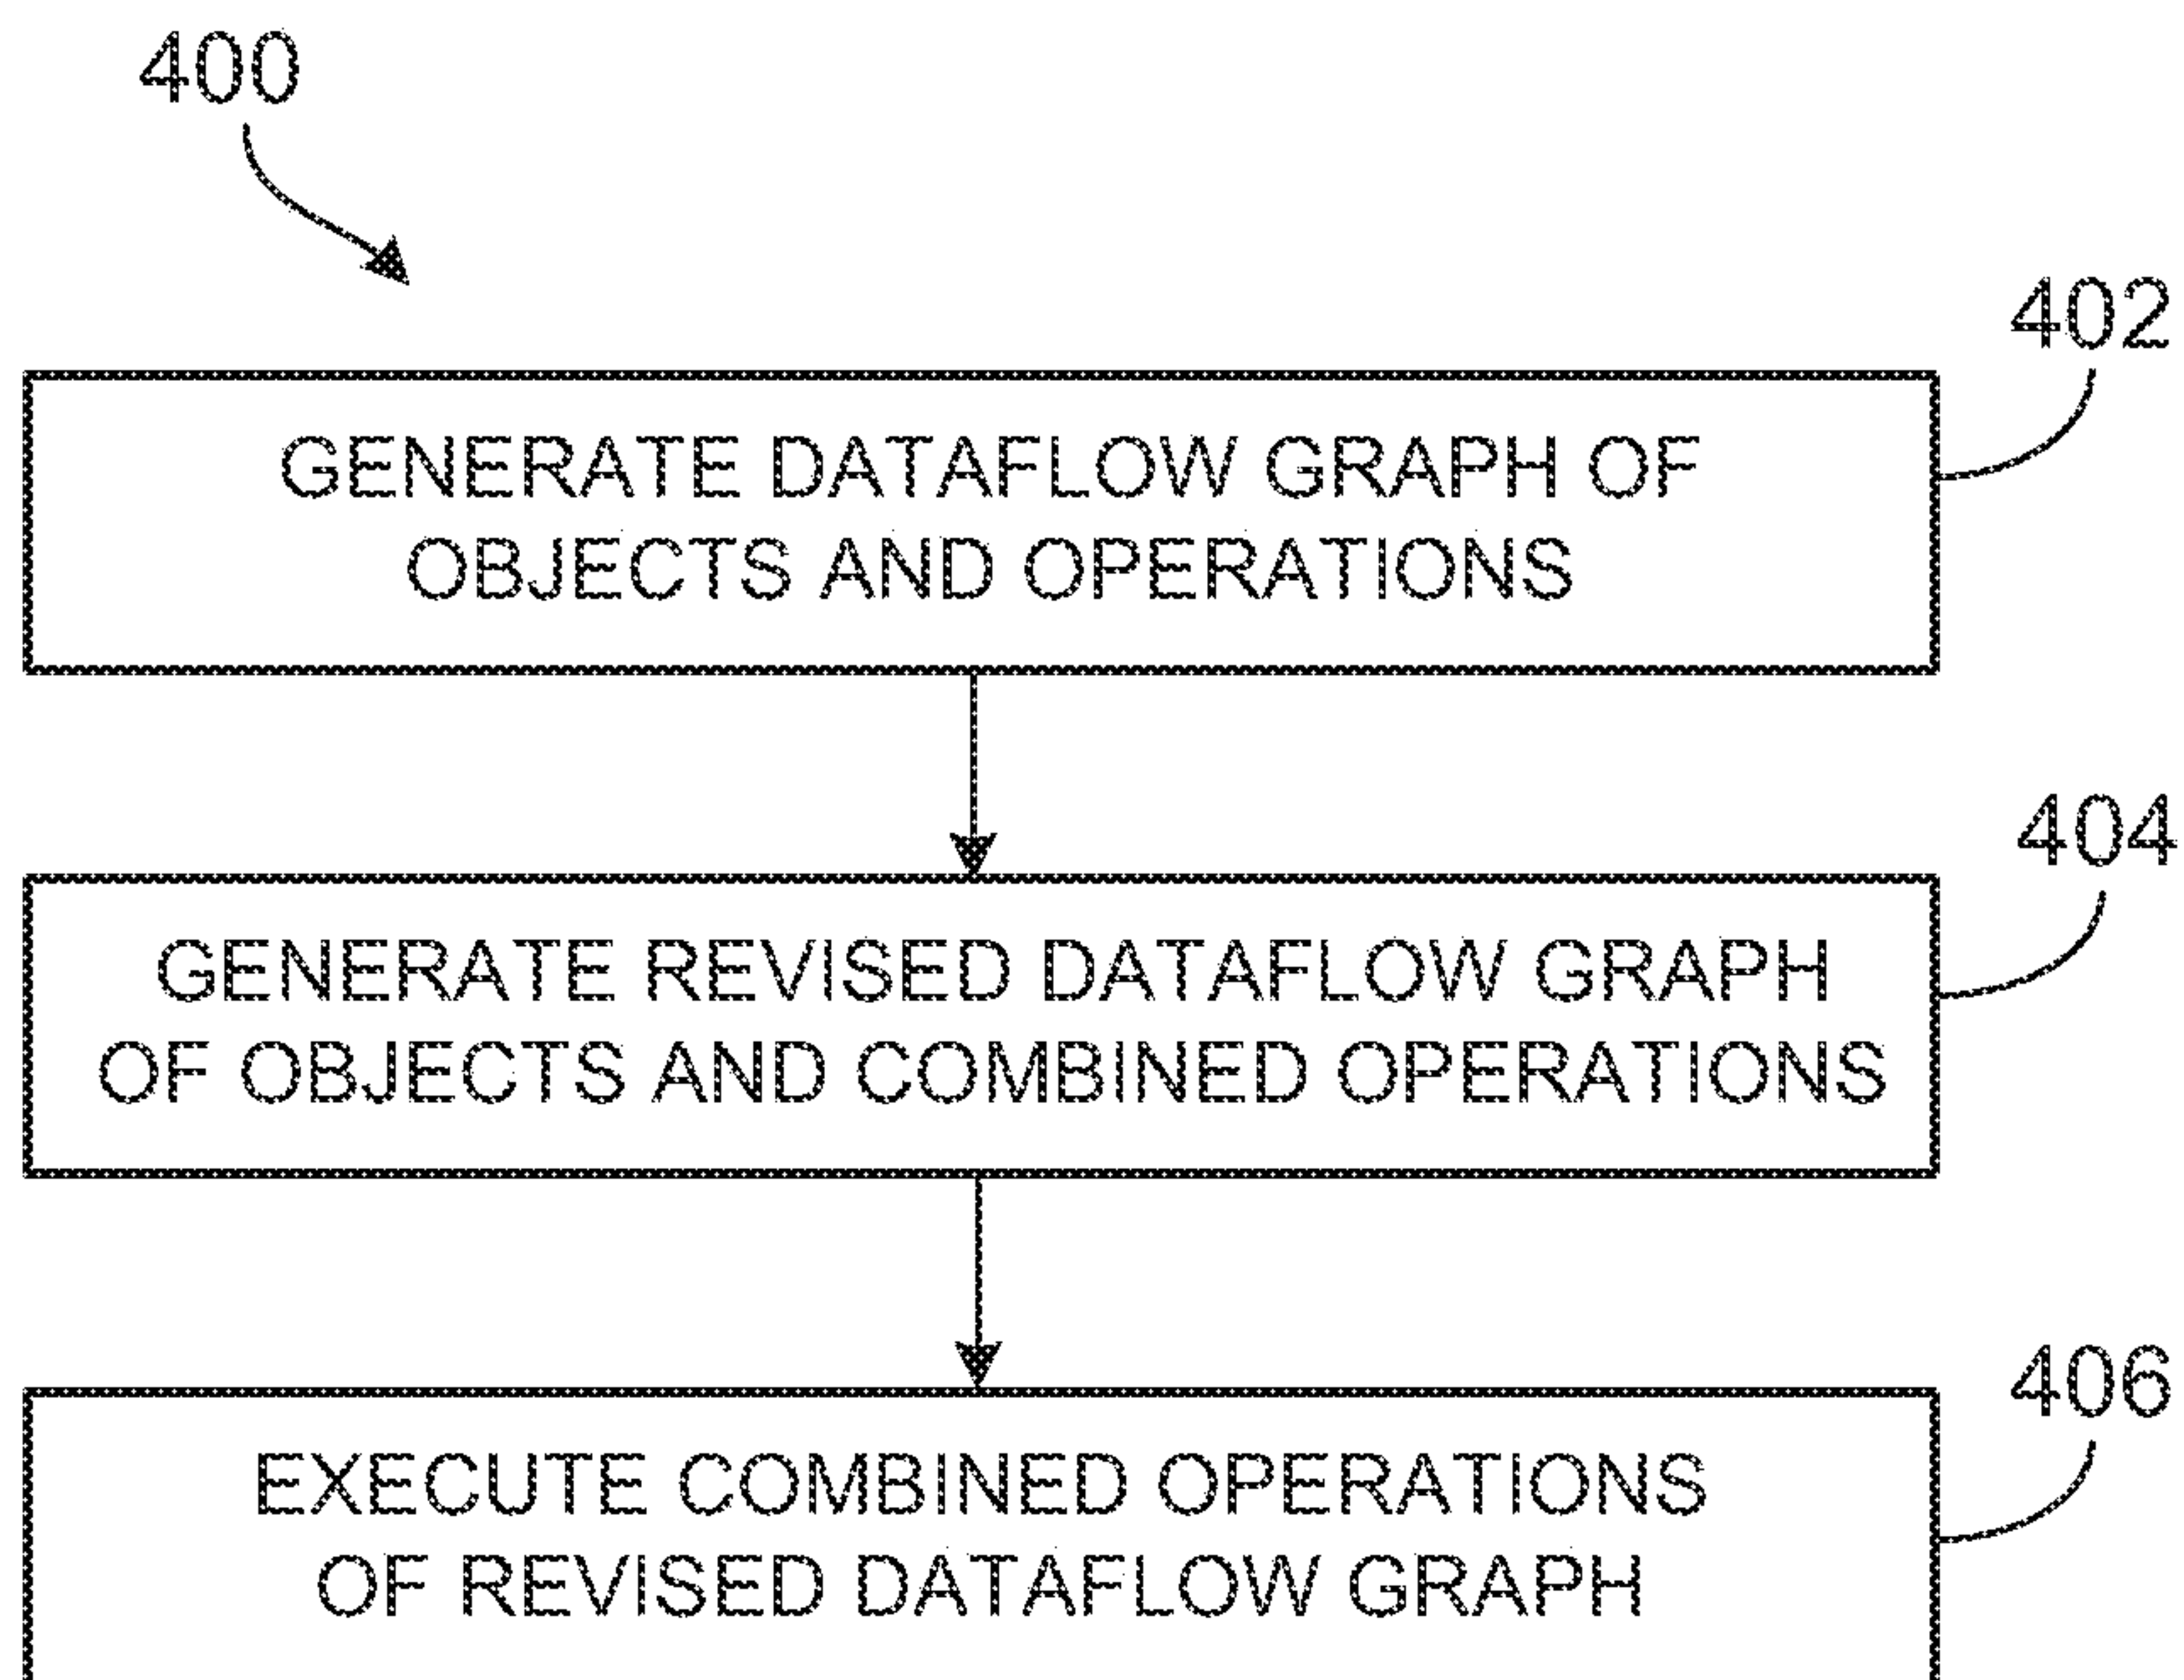 400
402
GENERATE DATAFLOW GRAPH OF
OBJECTS AND OPERATIONS
404
GENERATE REVISED DATAFLOW GRAPH
OF OBJECTS AND COMBINED OPERATIONS
406
EXECUTE COMBINED OPERATIONS
OF REVISED DATAFLOW GRAPH